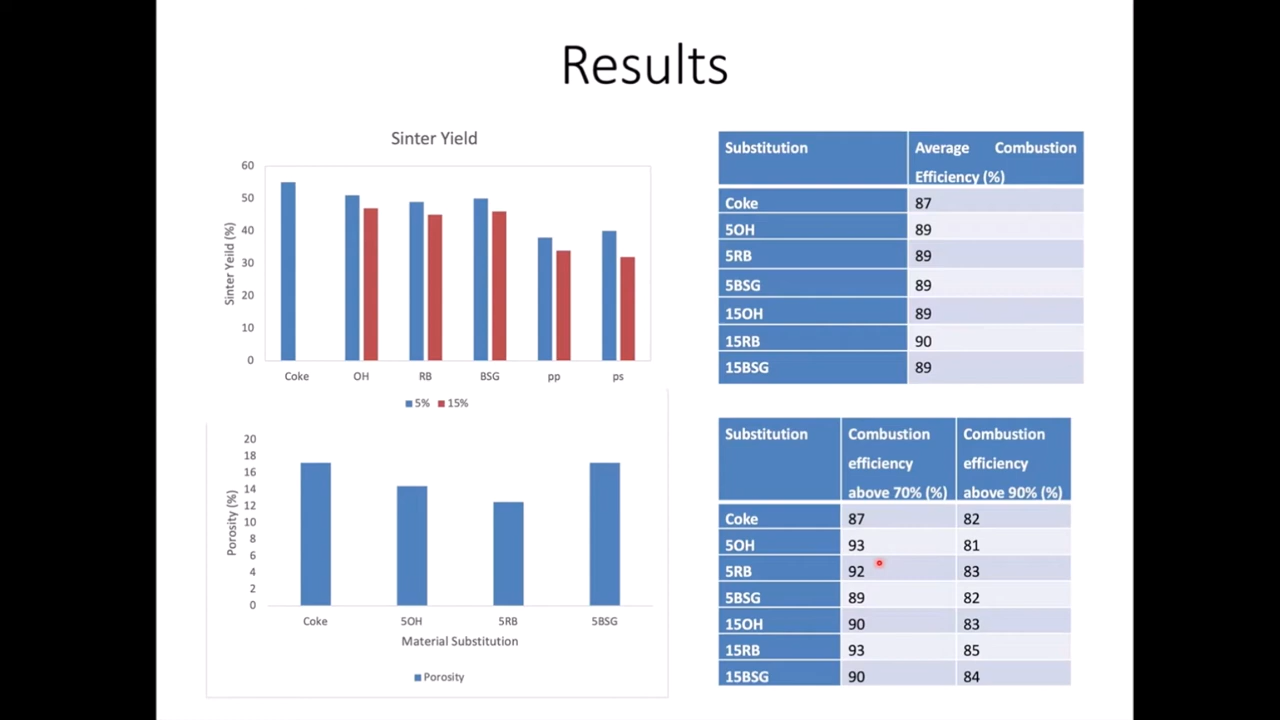 Results
Sinter Yield
Sinter Yeild (%)
60
50
40
30
20
10
0
Coke OH RB BSG pp ps
5% 15%
Porosity (%)
20
18
16
14
12
10
8
6
4
2
0
Coke 5OH 5RB 5BSG
Material Substitution
Porosity
Substitution Average Combustion
Efficiency (%)
Coke 87
5OH 89
5RB 89
5BSG 89
15OH 89
15RB 90
15BSG 89
Substitution Combustion Combustion
efficiency efficiency
above 70% (%) above 90% (%)
Coke 87 82
5OH 93 81
5RB 92 83
5BSG 89 82
15OH 90 83
15RB 93 85
15BSG 90 84